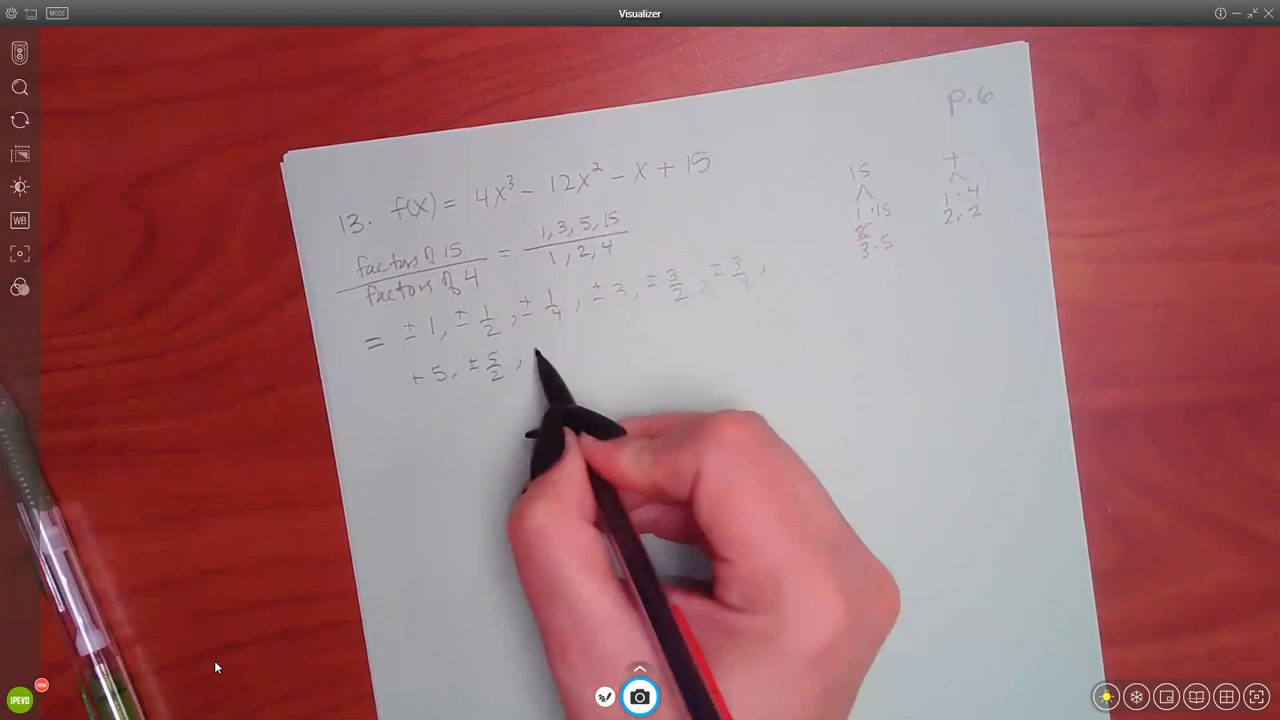 MODE
Visualizer
WB
p.6
13. f(x) = 4x³ - 12x² - x + 15
factors of 15 / factors of 4 = 1, 3, 5, 15 / 1, 2, 4
= ± 1, ± 1/2, ± 1/4, ± 3, ± 3/2, ± 3/4,
+ 5, ± 5/2,
15
1·15
3·5
4
1·4
2,2
IPEVO
new